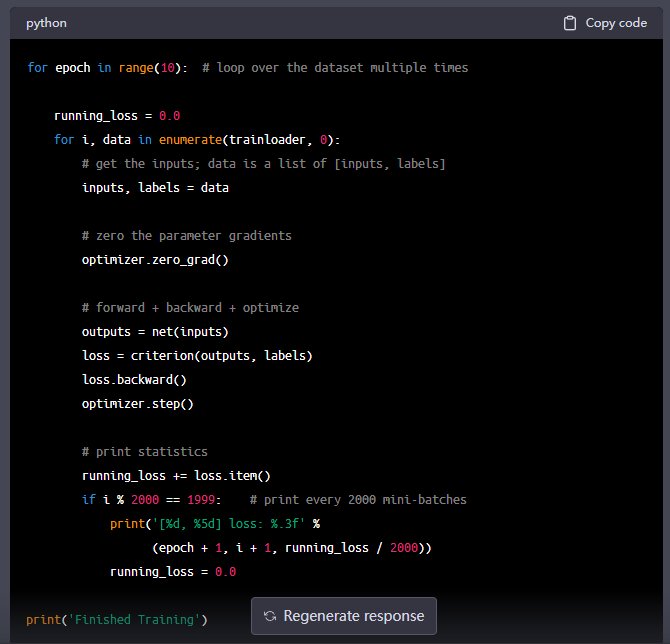 python
Copy code
for epoch in range(10):  # loop over the dataset multiple times
    running_loss = 0.0
    for i, data in enumerate(trainloader, 0):
        # get the inputs; data is a list of [inputs, labels]
        inputs, labels = data
        # zero the parameter gradients
        optimizer.zero_grad()
        # forward + backward + optimize
        outputs = net(inputs)
        loss = criterion(outputs, labels)
        loss.backward()
        optimizer.step()
        # print statistics
        running_loss += loss.item()
        if i % 2000 == 1999:    # print every 2000 mini-batches
            print('[%d, %5d] loss: %.3f' %
                  (epoch + 1, i + 1, running_loss / 2000))
            running_loss = 0.0
print('Finished Training')
Regenerate response